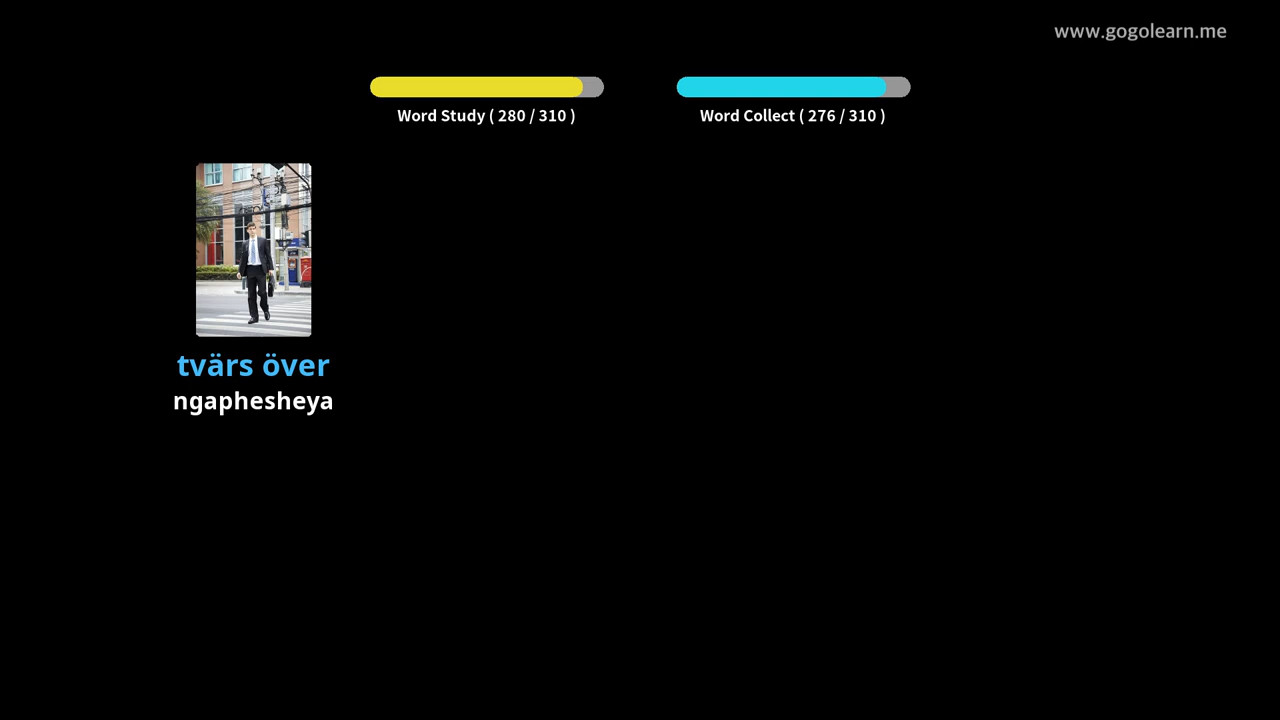 www.gogolearn.me
Word Study ( 280 / 310 )
Word Collect ( 276 / 310 )
tvärs över
ngaphesheya